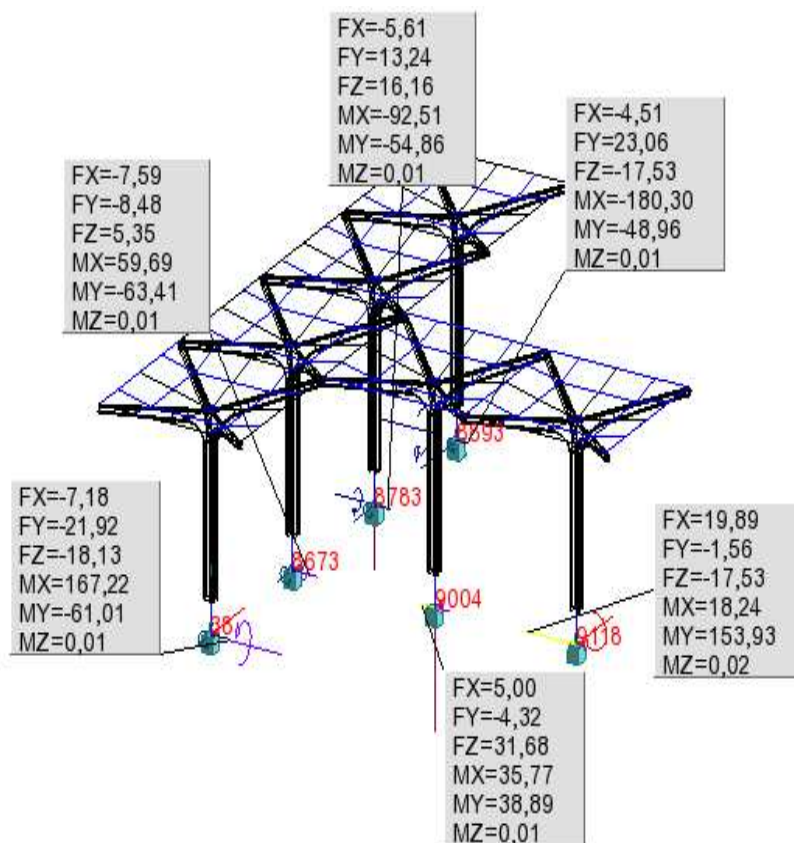 FX=-5,61
FY=13,24
FZ=16,16
MX=-92,51
MY=-54,86
MZ=0,01
FX=-4,51
FY=23,06
FZ=-17,53
MX=-180,30
MY=-48,96
MZ=0,01
FX=-7,59
FY=-8,48
FZ=5,35
MX=59,69
MY=-63,41
MZ=0,01
8593
8783
8673
9004
38
9118
FX=-7,18
FY=-21,92
FZ=-18,13
MX=167,22
MY=-61,01
MZ=0,01
FX=19,89
FY=-1,56
FZ=-17,53
MX=18,24
MY=153,93
MZ=0,02
FX=5,00
FY=-4,32
FZ=31,68
MX=35,77
MY=38,89
MZ=0,01